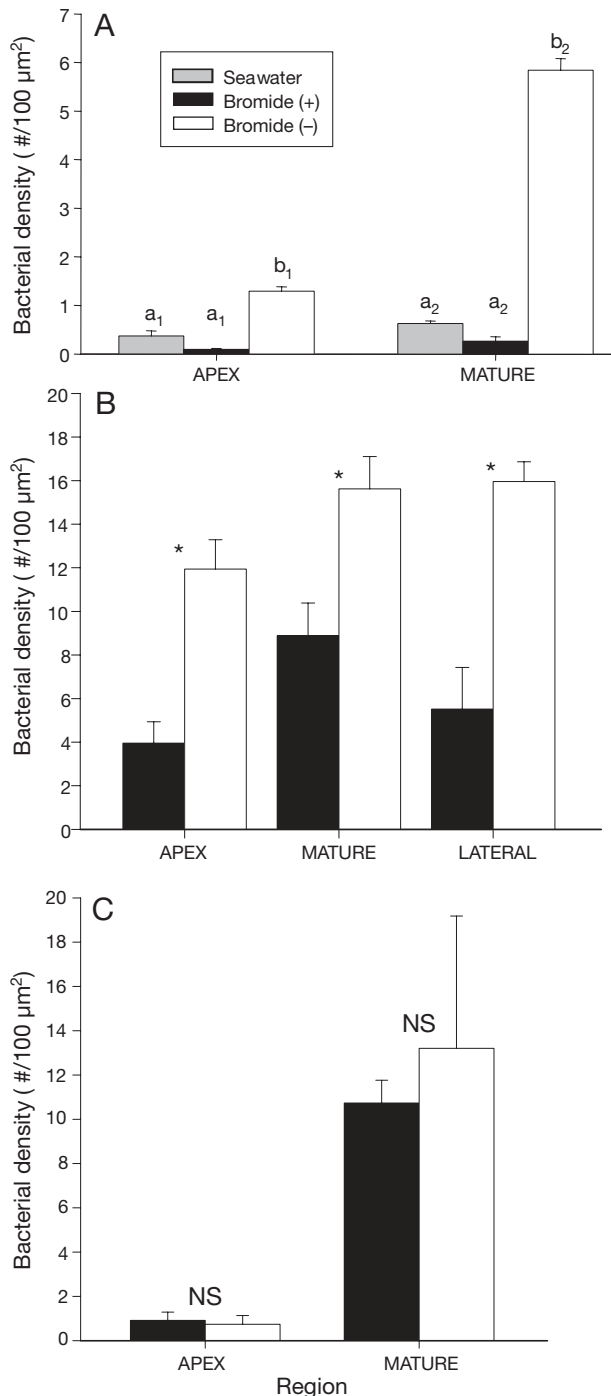 A
Bacterial density ( #/100 µm²)
7
6
5
4
3
2
1
0
Seawater
Bromide (+)
Bromide (–)
a₁
a₁
b₁
a₂
a₂
b₂
APEX
MATURE
B
Bacterial density ( #/100 µm²)
20
18
16
14
12
10
8
6
4
2
0
*
*
*
APEX
MATURE
LATERAL
C
Bacterial density ( #/100 µm²)
20
18
16
14
12
10
8
6
4
2
0
NS
NS
APEX
MATURE
Region